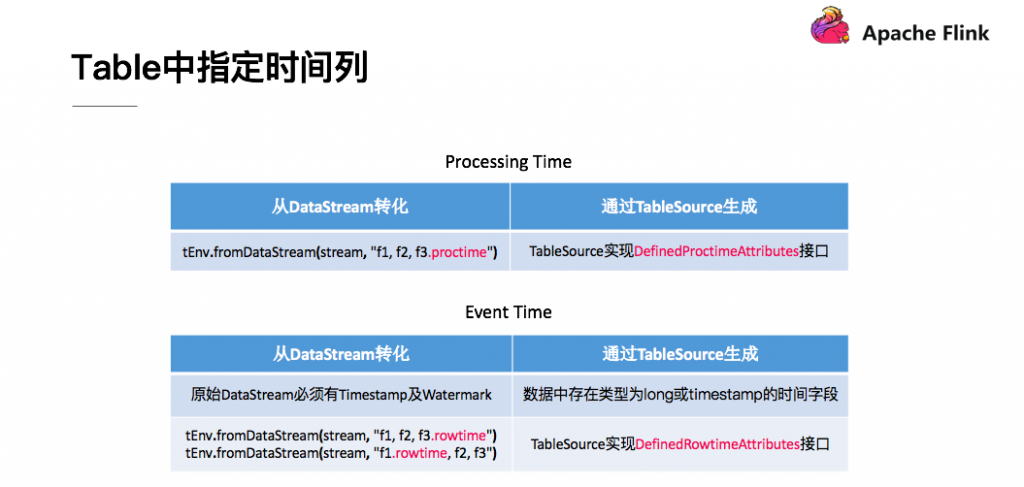 Apache Flink
Table中指定时间列
Processing Time
从DataStream转化
通过TableSource生成
tEnv.fromDataStream(stream, "f1, f2, f3.proctime")
TableSource实现DefinedProctimeAttributes接口
Event Time
从DataStream转化
通过TableSource生成
原始DataStream必须有Timestamp及Watermark
数据中存在类型为long或timestamp的时间字段
tEnv.fromDataStream(stream, "f1, f2, f3.rowtime")
tEnv.fromDataStream(stream, "f1.rowtime, f2, f3")
TableSource实现DefinedRowtimeAttributes接口